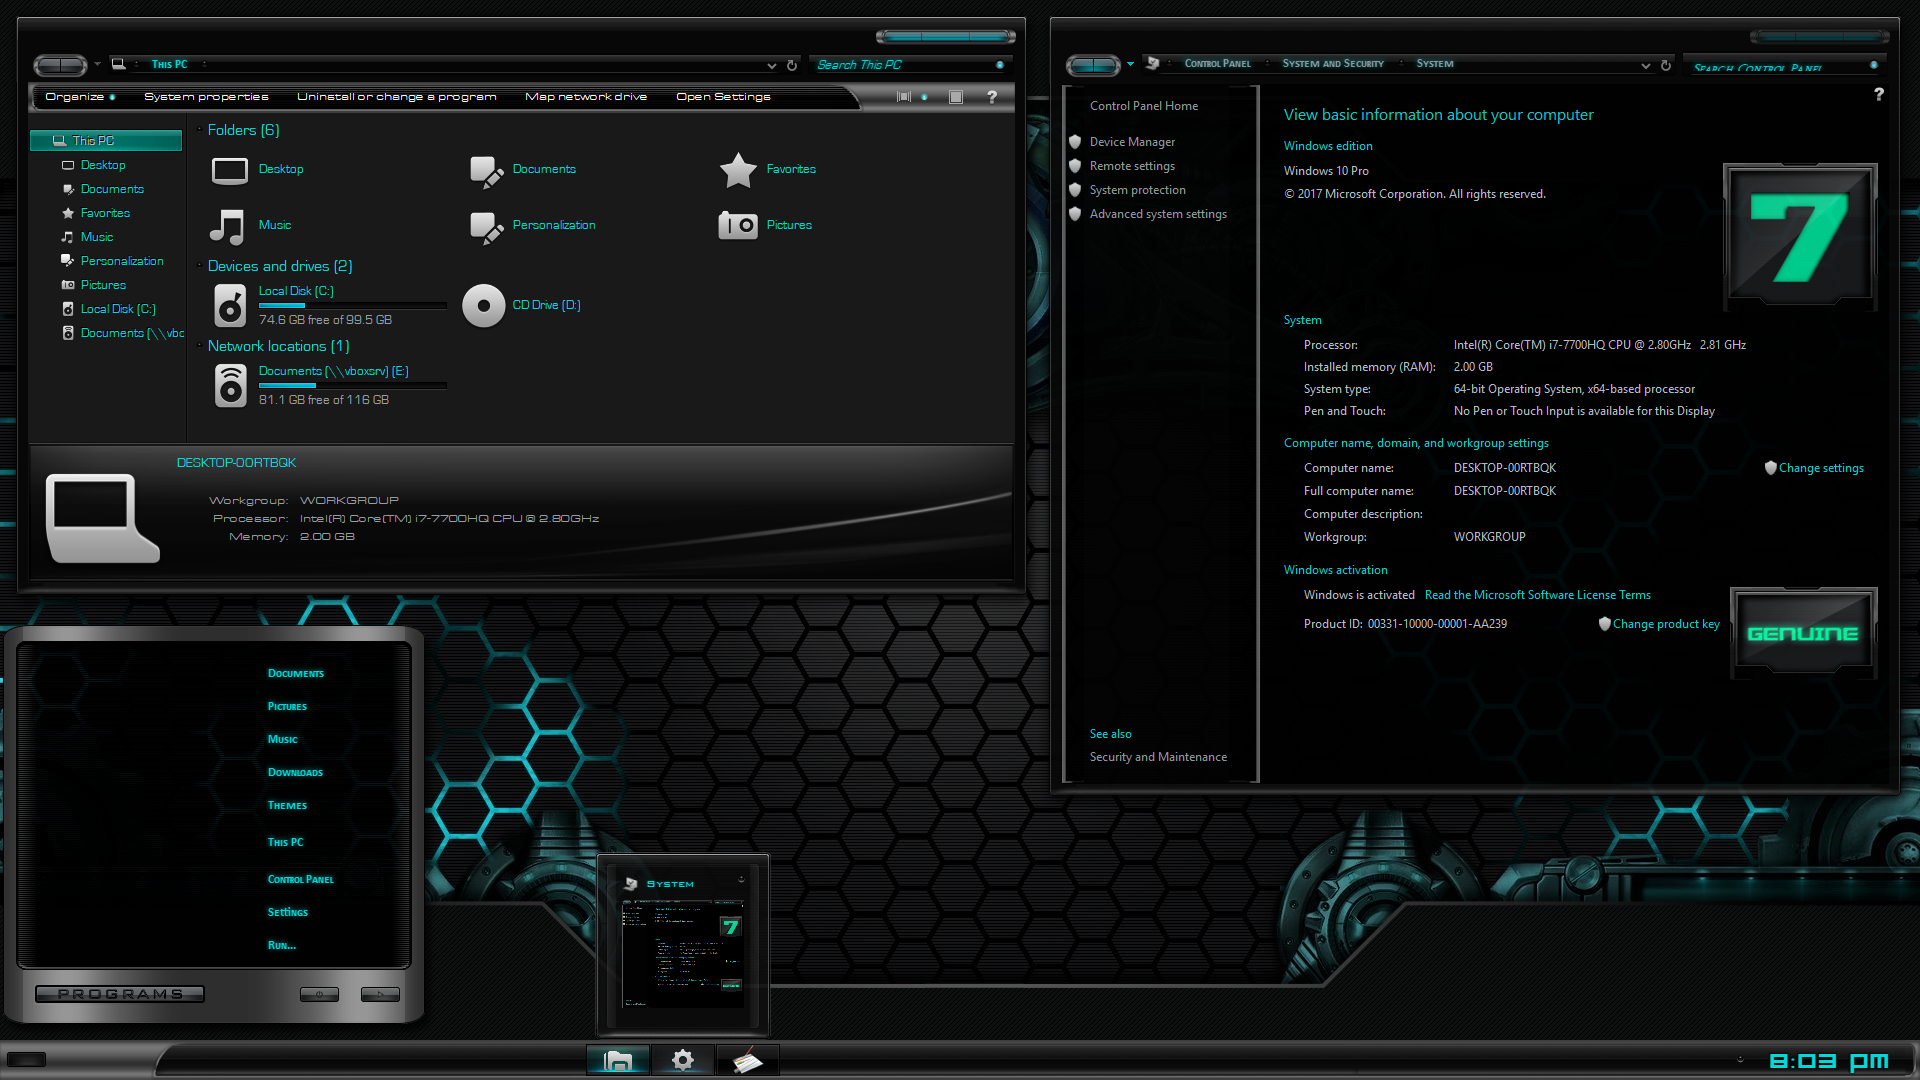 This PC
Search This PC
Organize
System properties
Uninstall or change a program
Map network drive
Open Settings
?
This PC
Desktop
Documents
Favorites
Music
Personalization
Pictures
Local Disk (C:)
Documents (\\vbc
Folders (6)
Desktop
Documents
Favorites
Music
Personalization
Pictures
Devices and drives (2)
Local Disk (C:)
74.6 GB free of 99.5 GB
CD Drive (D:)
Network locations (1)
Documents (\\vboxsrv) (E:)
81.1 GB free of 116 GB
DESKTOP-00RTBQK
Workgroup: WORKGROUP
Processor: Intel(R) Core(TM) i7-7700HQ CPU @ 2.80GHz
Memory: 2.00 GB
Control Panel
System and Security
System
Search Control Panel
?
Control Panel Home
Device Manager
Remote settings
System protection
Advanced system settings
See also
Security and Maintenance
View basic information about your computer
Windows edition
Windows 10 Pro
© 2017 Microsoft Corporation. All rights reserved.
7
System
Processor: Intel(R) Core(TM) i7-7700HQ CPU @ 2.80GHz 2.81 GHz
Installed memory (RAM): 2.00 GB
System type: 64-bit Operating System, x64-based processor
Pen and Touch: No Pen or Touch Input is available for this Display
Computer name, domain, and workgroup settings
Computer name: DESKTOP-00RTBQK
Change settings
Full computer name: DESKTOP-00RTBQK
Computer description:
Workgroup: WORKGROUP
Windows activation
Windows is activated Read the Microsoft Software License Terms
Product ID: 00331-10000-00001-AA239
Change product key
GENUINE
Documents
Pictures
Music
Downloads
Themes
This PC
Control Panel
Settings
Run...
PROGRAMS
System
7
8:03 pm